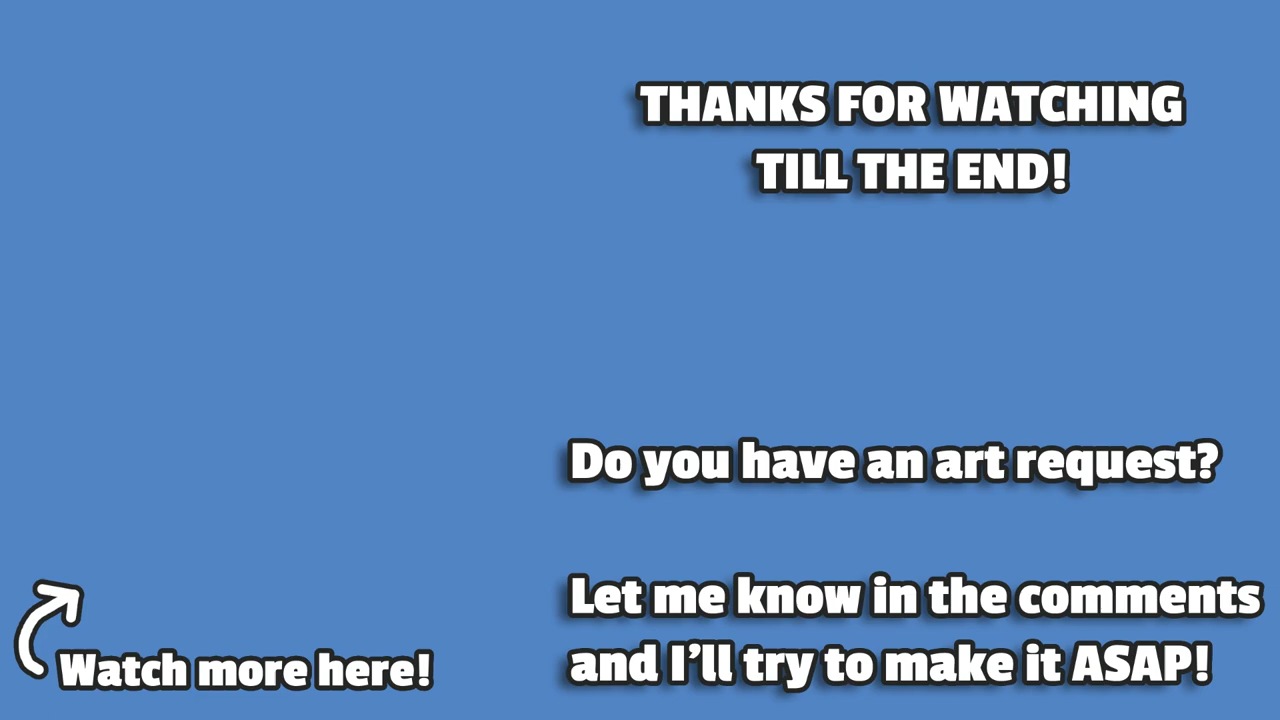 THANKS FOR WATCHING
TILL THE END!
Do you have an art request?
Let me know in the comments
and I'll try to make it ASAP!
Watch more here!